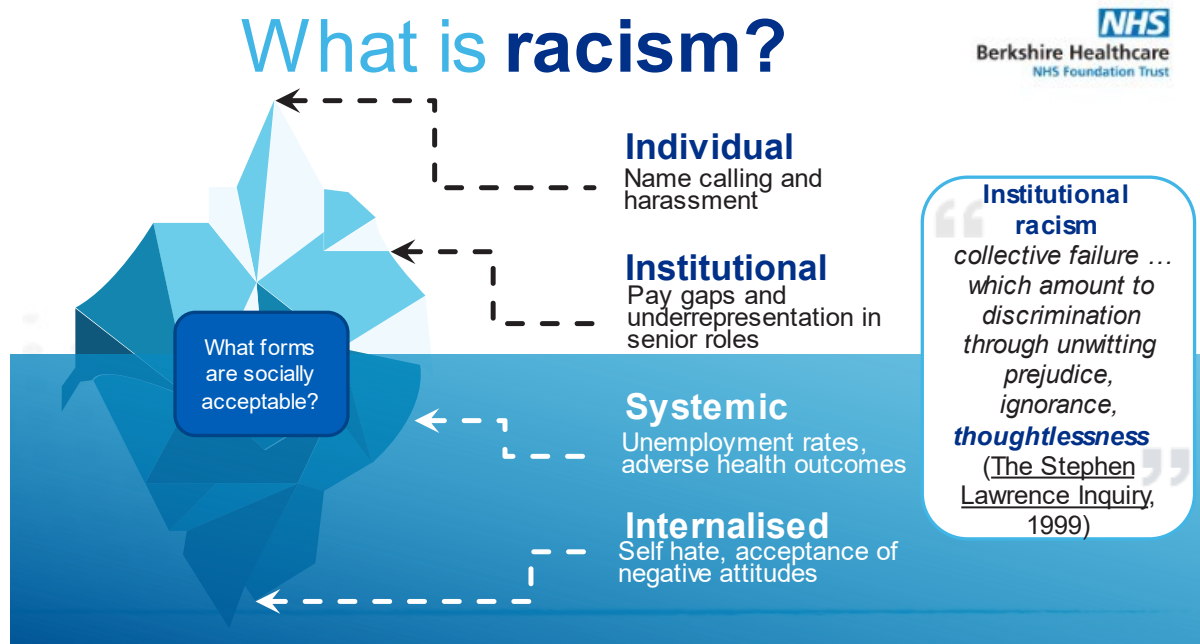 What is racism?
NHS
Berkshire Healthcare
NHS Foundation Trust
Individual
Name calling and
harassment
Institutional
Pay gaps and
underrepresentation in
senior roles
What forms
are socially
acceptable?
Systemic
Unemployment rates,
adverse health outcomes
Internalised
Self hate, acceptance of
negative attitudes
“
Institutional
racism
collective failure …
which amount to
discrimination
through unwitting
prejudice,
ignorance,
thoughtlessness
(The Stephen
Lawrence Inquiry,
1999)
”